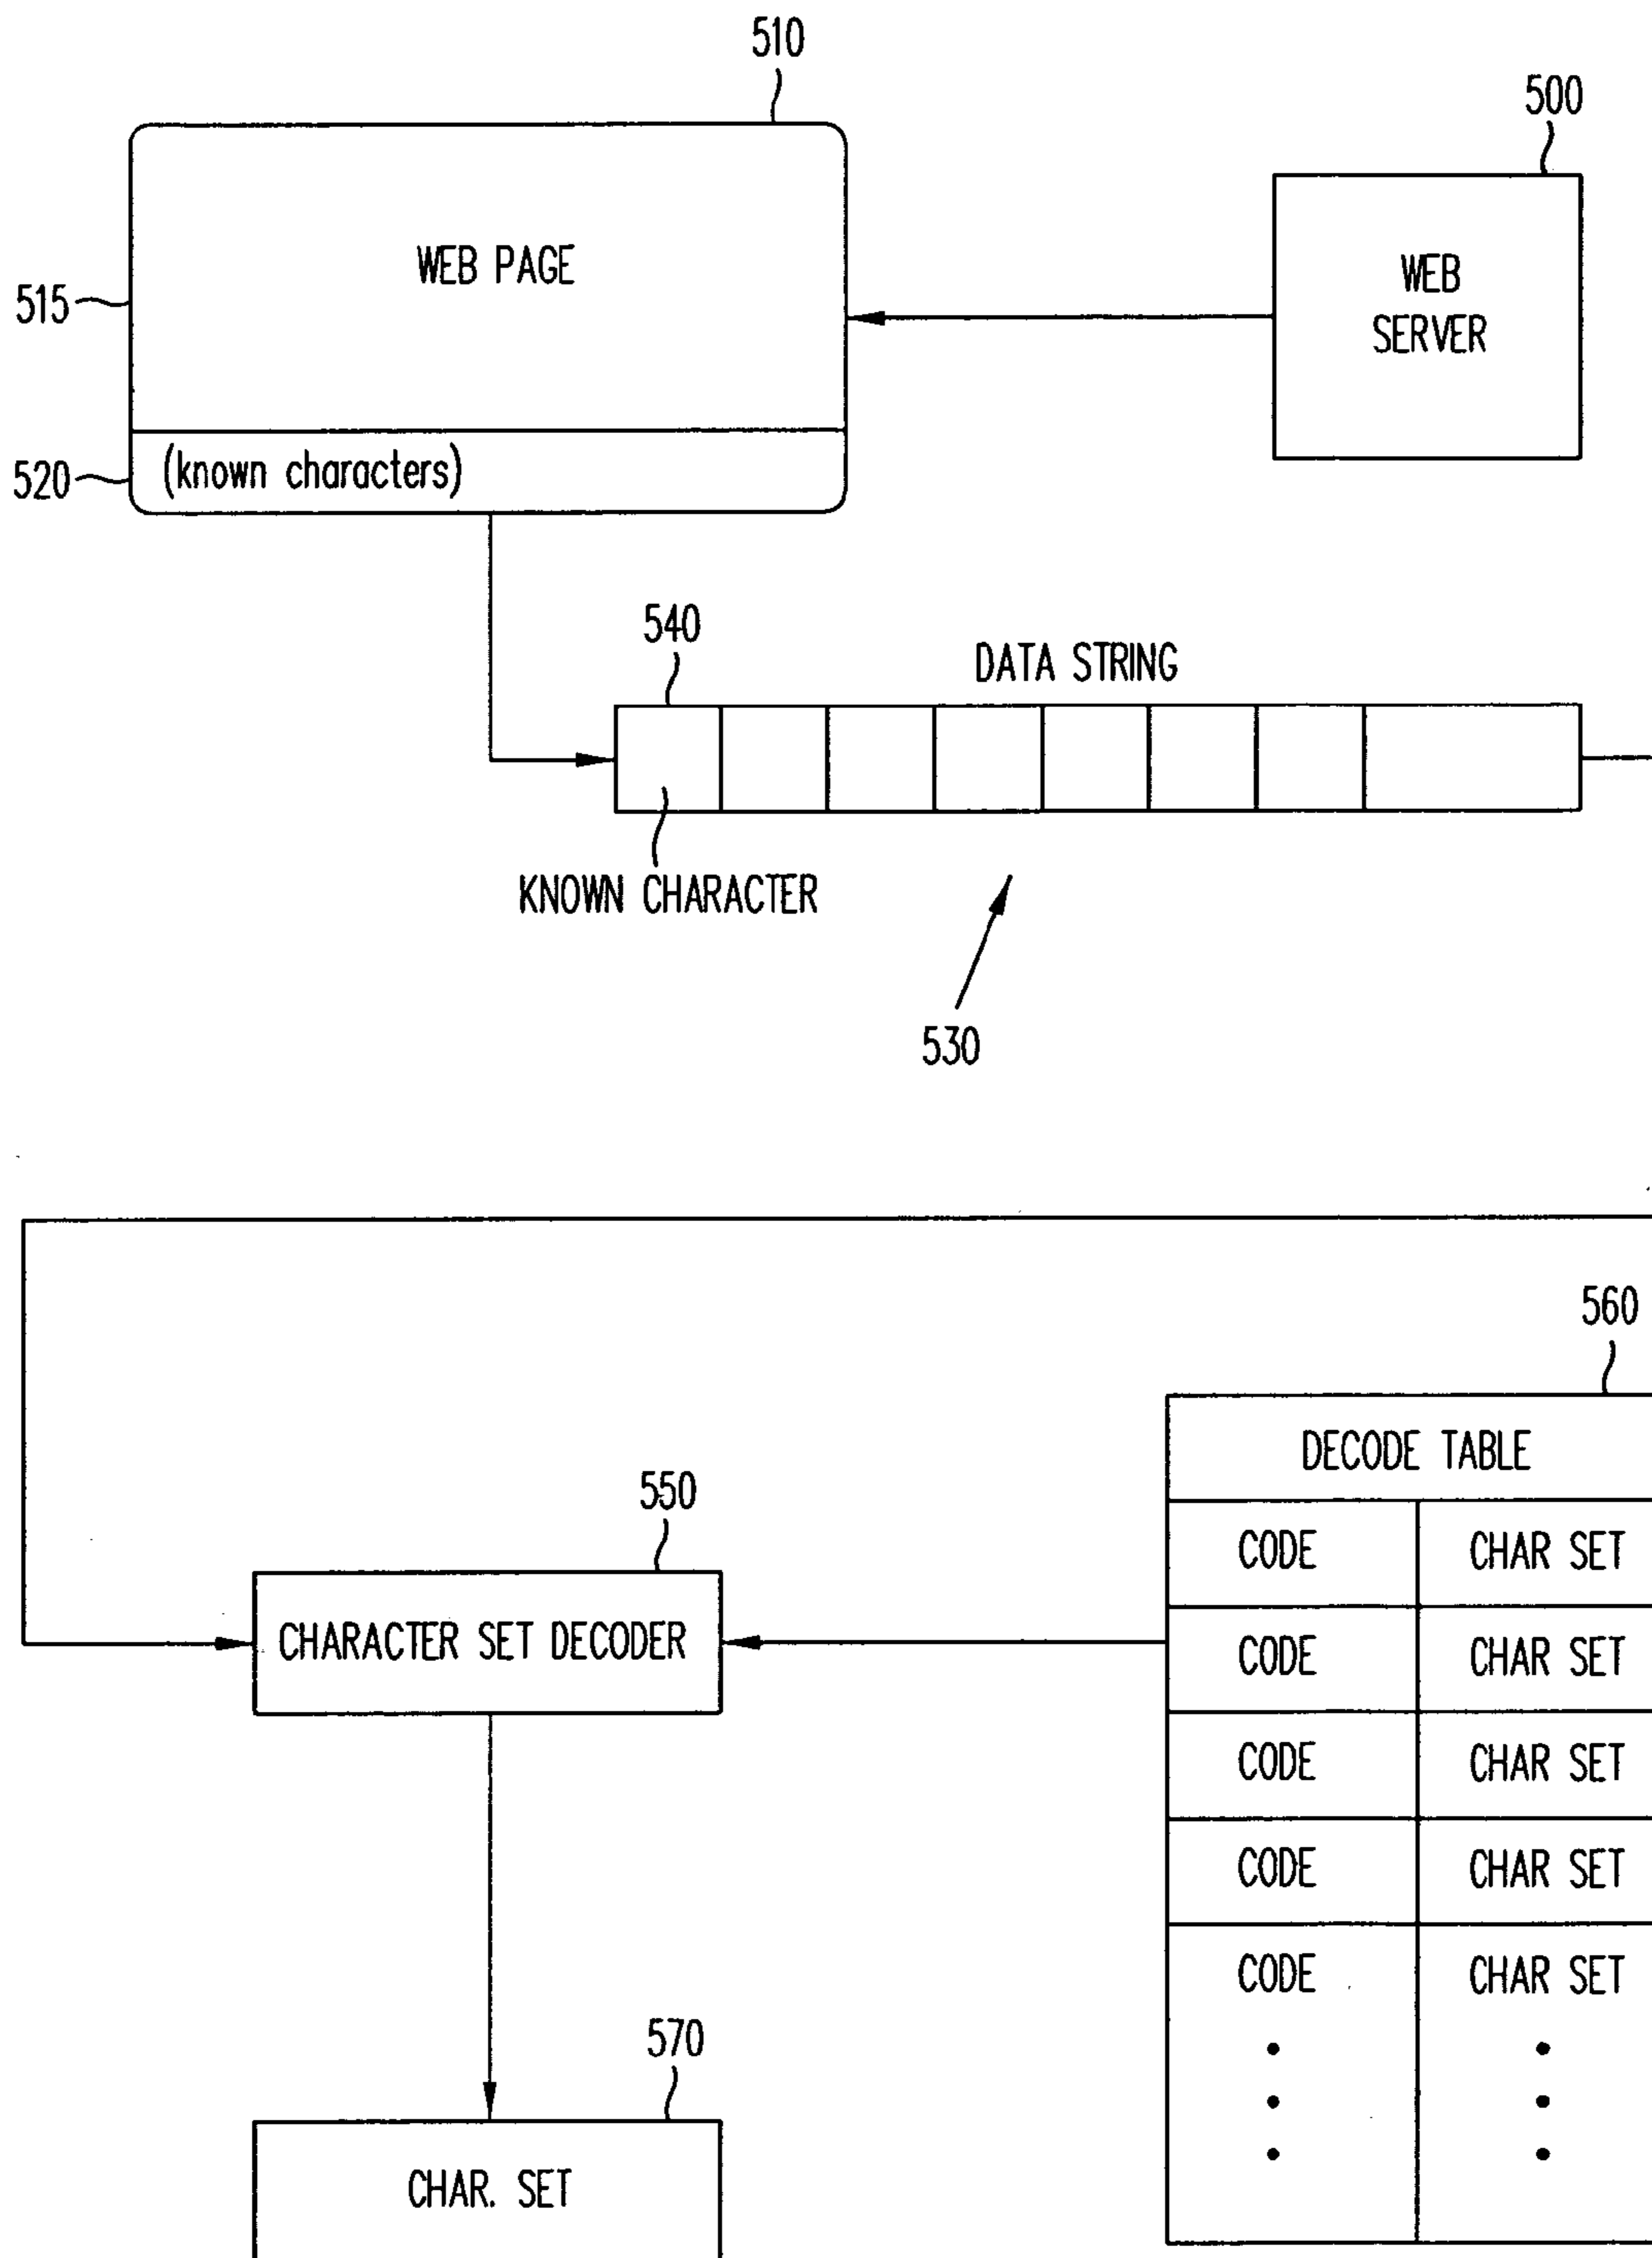 510
500
WEB PAGE
WEB
SERVER
515
520
(known characters)
540
DATA STRING
KNOWN CHARACTER
530
560
DECODE TABLE
550
CODE CHAR SET
CHARACTER SET DECODER
CODE CHAR SET
CODE CHAR SET
CODE CHAR SET
CODE CHAR SET
570
CHAR. SET